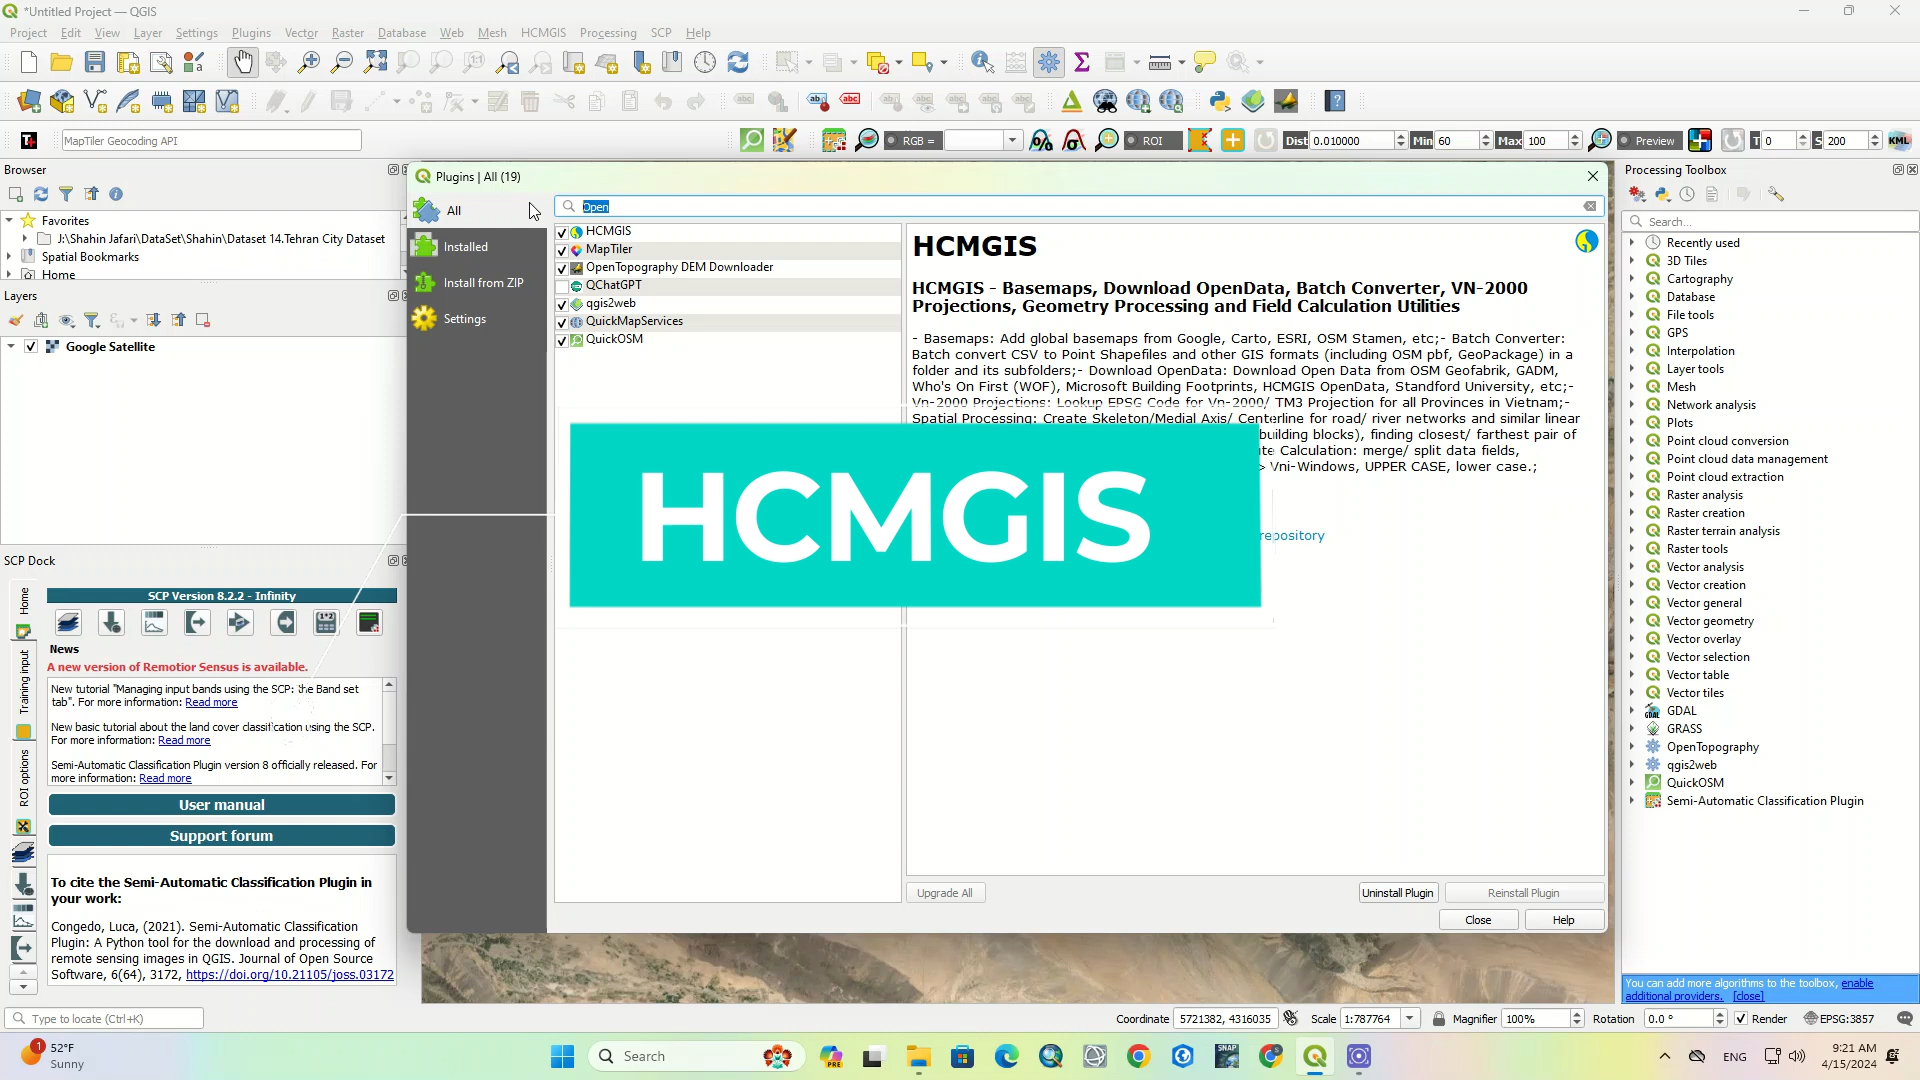 *Untitled Project — QGIS
Project Edit View Layer Settings Plugins Vector Raster Database Web Mesh HCMGIS Processing SCP Help
MapTiler Geocoding API
RGB =
ROI
Dist 0.010000
Min 60
Max 100
Preview
T 0
S 200
KML
Browser
Favorites
J:\Shahin Jafari\DataSet\Shahin\Dataset 14.Tehran City Dataset
Spatial Bookmarks
Home
Layers
Google Satellite
SCP Dock
Home
Training input
ROI options
SCP Version 8.2.2 - Infinity
News
A new version of Remotior Sensus is available.
New tutorial "Managing input bands using the SCP: the Band set
tab". For more information: Read more
New basic tutorial about the land cover classification using the SCP.
For more information: Read more
Semi-Automatic Classification Plugin version 8 officially released. For
more information: Read more
User manual
Support forum
To cite the Semi-Automatic Classification Plugin in
your work:
Congedo, Luca, (2021). Semi-Automatic Classification
Plugin: A Python tool for the download and processing of
remote sensing images in QGIS. Journal of Open Source
Software, 6(64), 3172, https://doi.org/10.21105/joss.03172
Plugins | All (19)
All
Installed
Install from ZIP
Settings
Open
HCMGIS
MapTiler
OpenTopography DEM Downloader
QChatGPT
qgis2web
QuickMapServices
QuickOSM
HCMGIS
HCMGIS - Basemaps, Download OpenData, Batch Converter, VN-2000
Projections, Geometry Processing and Field Calculation Utilities
- Basemaps: Add global basemaps from Google, Carto, ESRI, OSM Stamen, etc;- Batch Converter:
Batch convert CSV to Point Shapefiles and other GIS formats (including OSM pbf, GeoPackage) in a
folder and its subfolders;- Download OpenData: Download Open Data from OSM Geofabrik, GADM,
Who's On First (WOF), Microsoft Building Footprints, HCMGIS OpenData, Standford University, etc;-
Vn-2000 Projections: Lookup EPSG Code for Vn-2000/ TM3 Projection for all Provinces in Vietnam;-
Spatial Processing: Create Skeleton/Medial Axis/ Centerline for road/ river networks and similar linear
building blocks), finding closest/ farthest pair of
Calculation: merge/ split data fields,
> Vni-Windows, UPPER CASE, lower case.;
repository
HCMGIS
Upgrade All
Uninstall Plugin
Reinstall Plugin
Close
Help
Processing Toolbox
Search...
Recently used
3D Tiles
Cartography
Database
File tools
GPS
Interpolation
Layer tools
Mesh
Network analysis
Plots
Point cloud conversion
Point cloud data management
Point cloud extraction
Raster analysis
Raster creation
Raster terrain analysis
Raster tools
Vector analysis
Vector creation
Vector general
Vector geometry
Vector overlay
Vector selection
Vector table
Vector tiles
GDAL
GRASS
OpenTopography
qgis2web
QuickOSM
Semi-Automatic Classification Plugin
You can add more algorithms to the toolbox, enable
additional providers. [close]
Type to locate (Ctrl+K)
Coordinate 5721382, 4316035
Scale 1:787764
Magnifier 100%
Rotation 0.0 °
Render
EPSG:3857
1
52°F
Sunny
Search
PRE
SNAP
ENG
9:21 AM
4/15/2024